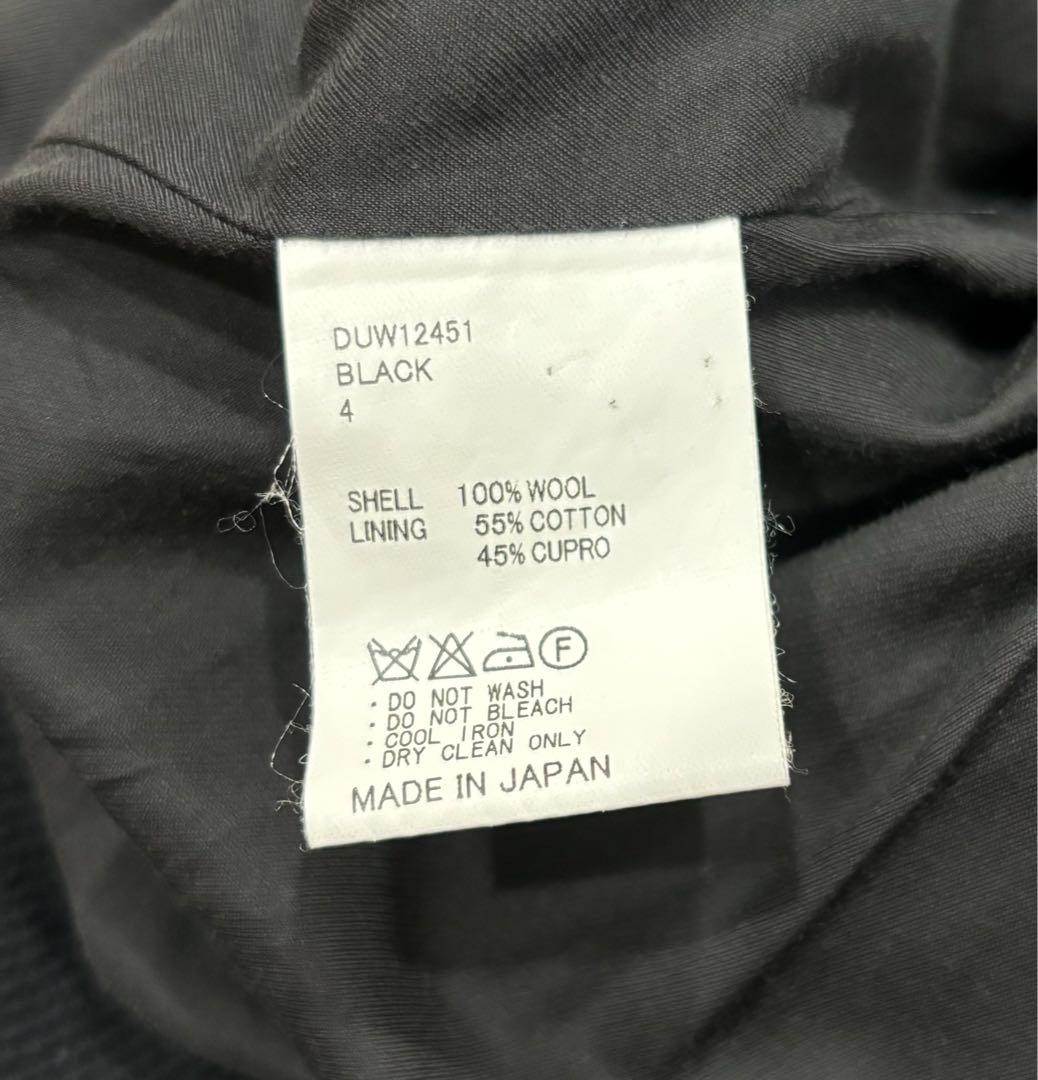 DUW12451
BLACK
4
SHELL 100% WOOL
LINING 55% COTTON
45% CUPRO
F
· DO NOT WASH
· DO NOT BLEACH
· COOL IRON
· DRY CLEAN ONLY
MADE IN JAPAN